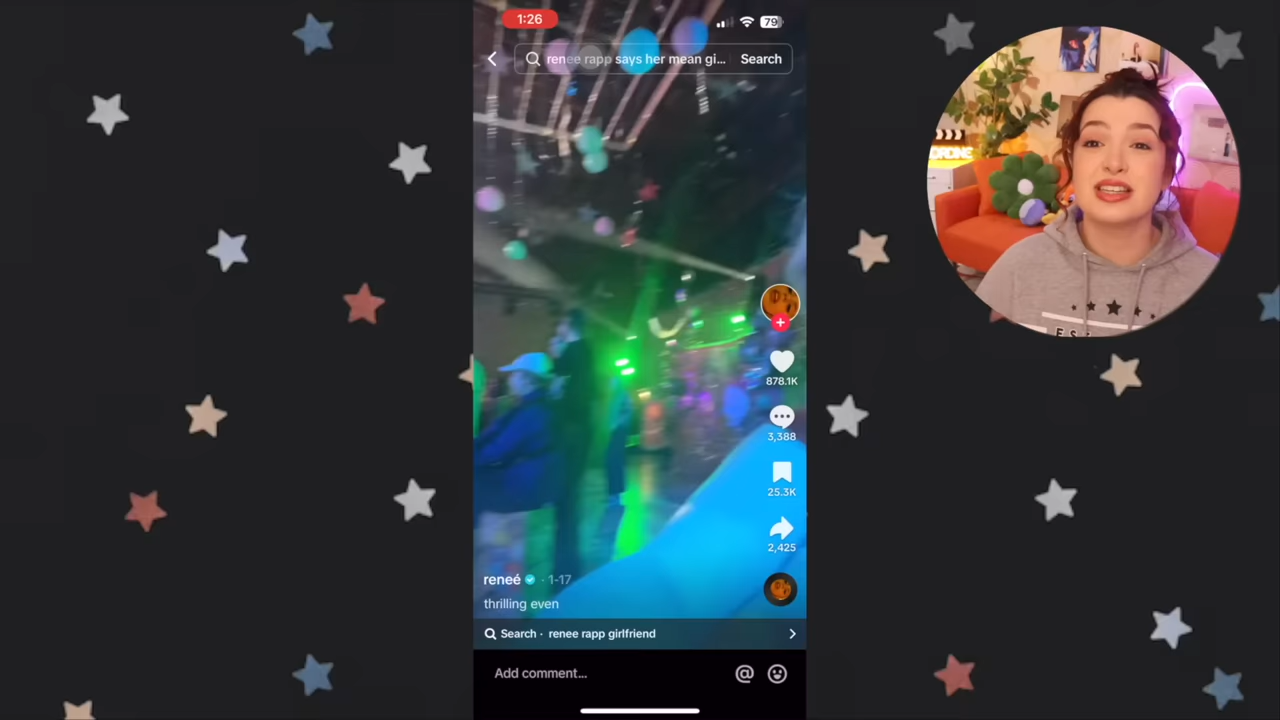 1:26
79
renee rapp says her mean gi...
Search
878.1K
3,388
25.3K
2,425
reneé · 1-17
thrilling even
Search · renee rapp girlfriend
Add comment...
@